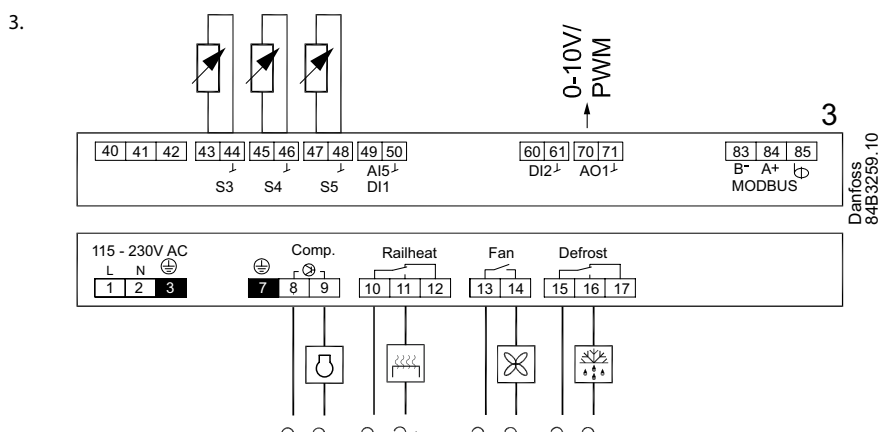 3.
0-10V/
PWM
3
40 41 42 43 44 45 46 47 48 49 50 60 61 70 71 83 84 85
S3 S4 S5 AI5 DI2 AO1 B- A+
DI1 MODBUS
Danfoss
84B3259.10
115 - 230V AC Comp. Railheat Fan Defrost
L N
1 2 3 7 8 9 10 11 12 13 14 15 16 17